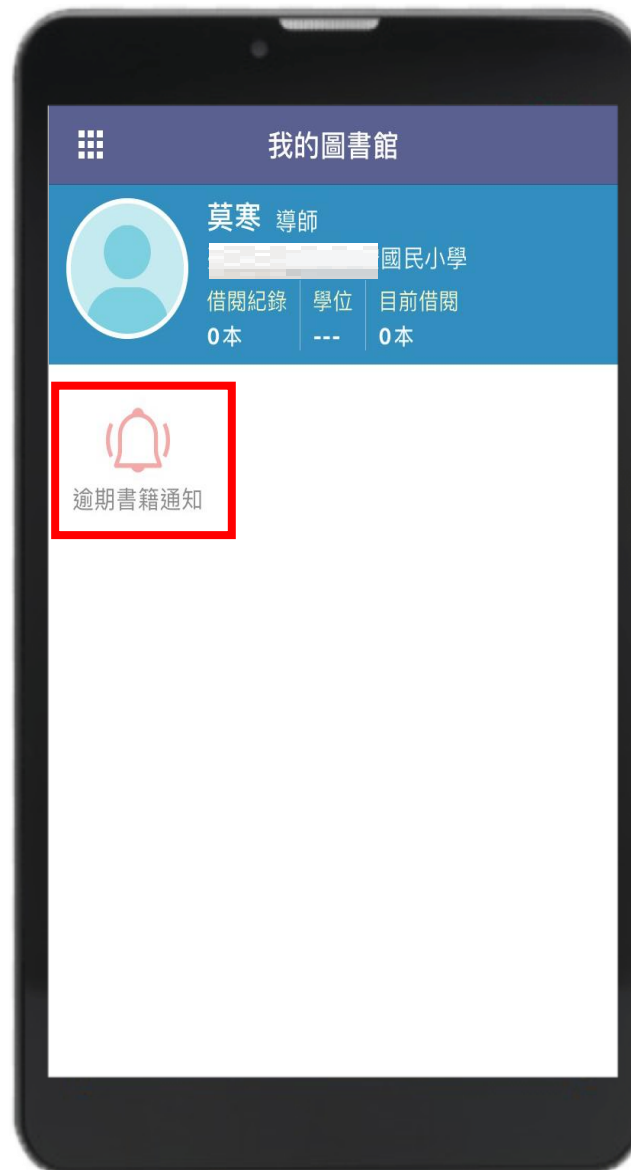 我的圖書館
莫寒 導師
國民小學
借閱紀錄 學位 目前借閱
0本 --- 0本
逾期書籍通知